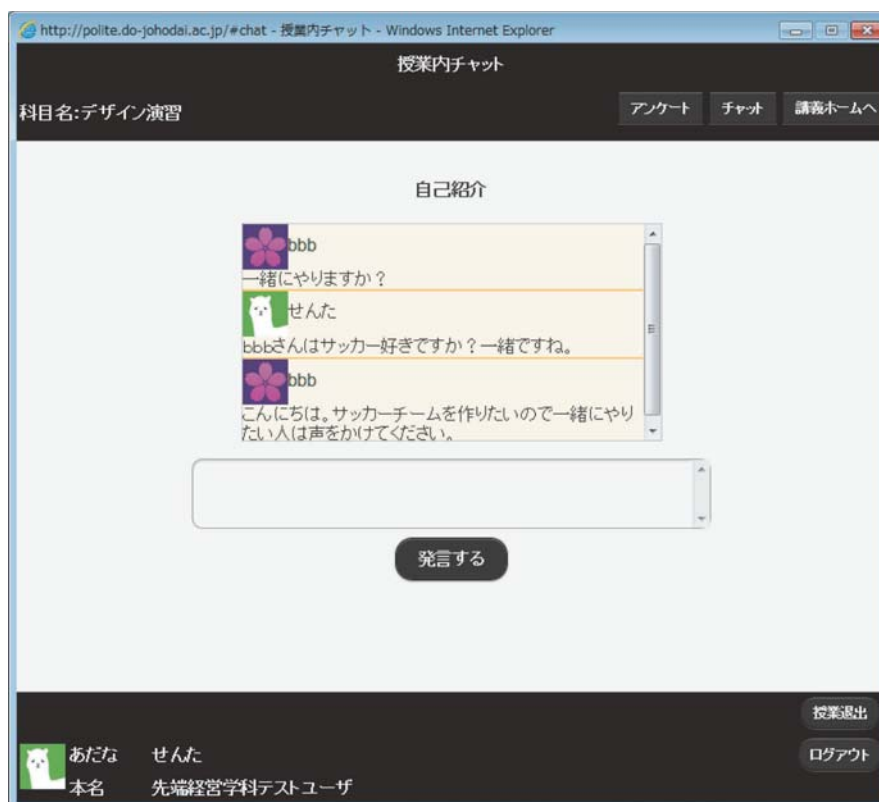 http://polite.do-johodai.ac.jp/#chat - 授業内チャット - Windows Internet Explorer
授業内チャット
科目名:デザイン演習
アンケート チャット 講義ホームへ
自己紹介
bbb
一緒にやりますか？
せんた
bbbさんはサッカー好きですか？一緒ですね。
bbb
こんにちは。サッカーチームを作りたいので一緒にやり
たい人は声をかけてください。
発言する
授業退出
あだな せんた
ログアウト
本名 先端経営学科テストユーザ